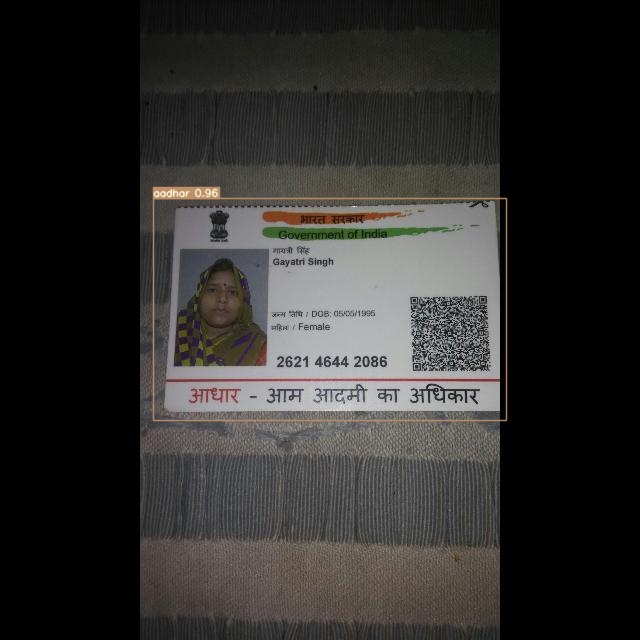 aadhar 0.96
भारत सरकार
Government of India
गायत्री सिंह
Gayatri Singh
जन्म तिथि / DOB: 05/05/1995
महिला / Female
2621 4644 2086
आधार - आम आदमी का अधिकार